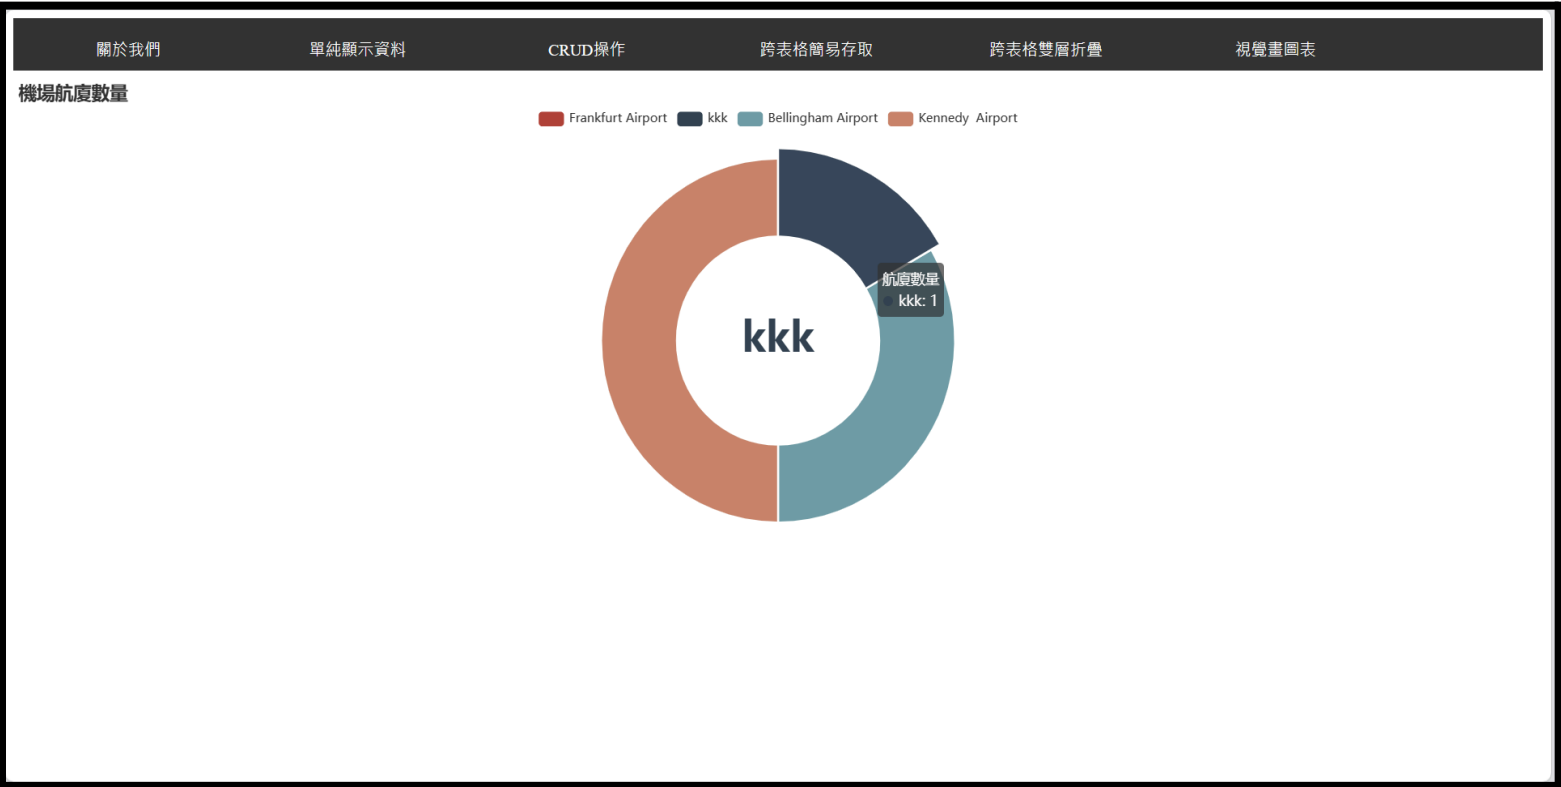 關於我們 單純顯示資料 CRUD操作 跨表格簡易存取 跨表格雙層折疊 視覺畫圖表
機場航廈數量
Frankfurt Airport kkk Bellingham Airport Kennedy  Airport
航廈數量
kkk: 1
kkk